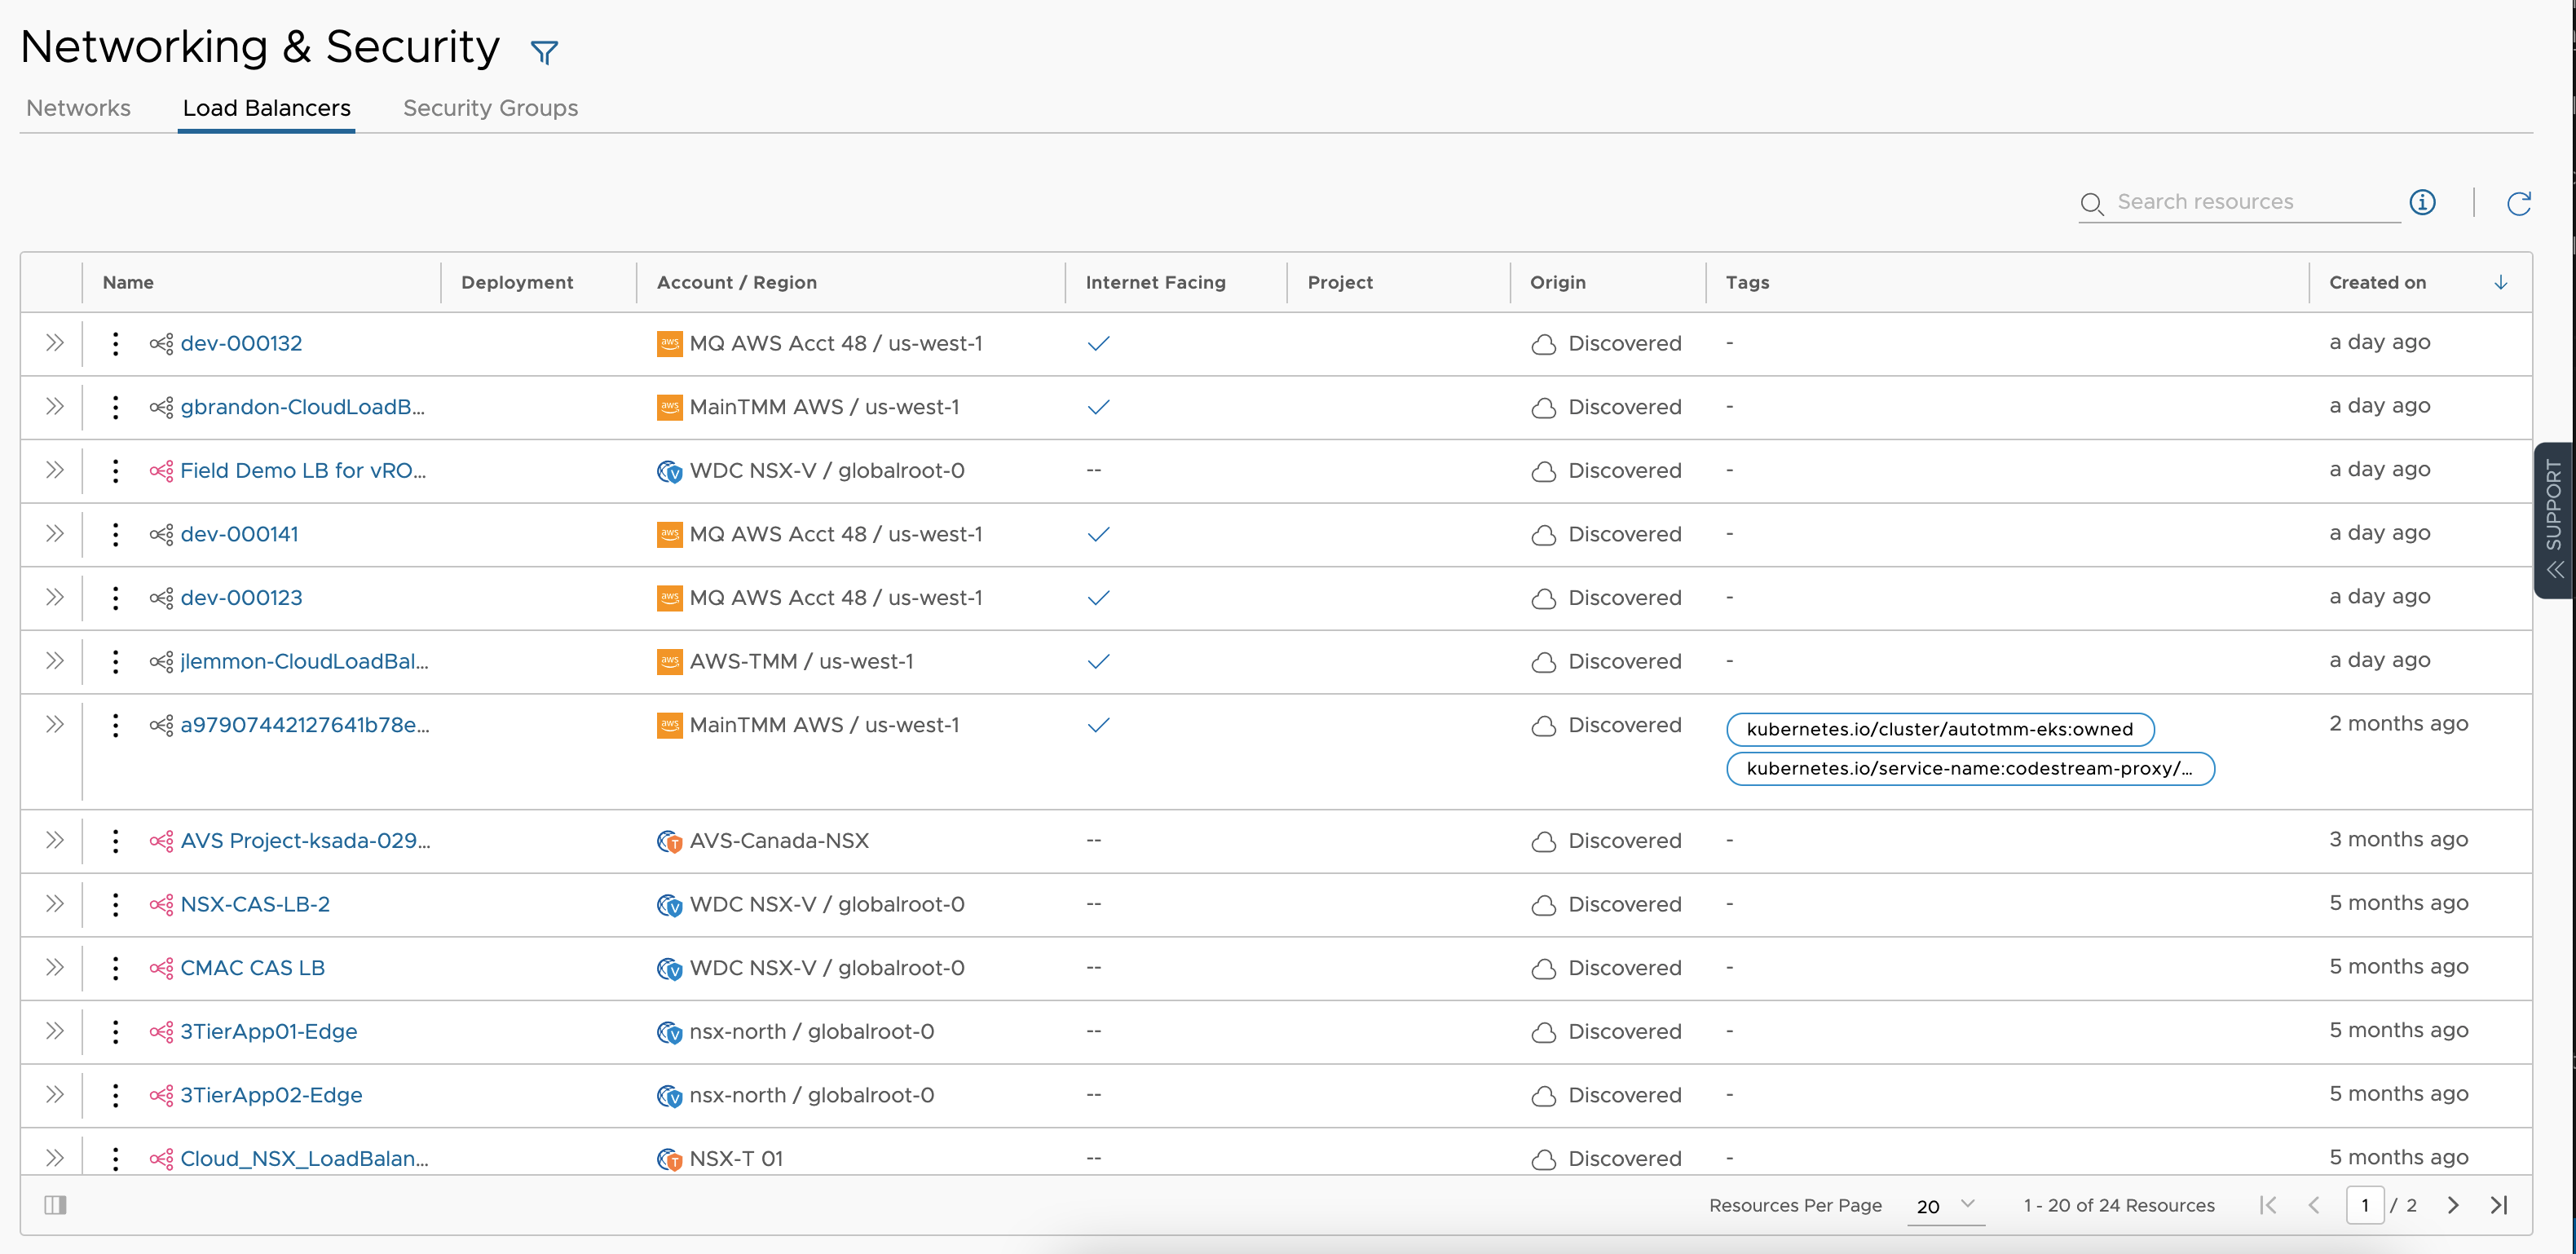 Networking & Security
Networks Load Balancers Security Groups
Search resources
Name Deployment Account / Region Internet Facing Project Origin Tags Created on
dev-000132 aws MQ AWS Acct 48 / us-west-1 Discovered - a day ago
gbrandon-CloudLoadB... aws MainTMM AWS / us-west-1 Discovered - a day ago
Field Demo LB for vRO... V WDC NSX-V / globalroot-0 -- Discovered - a day ago
dev-000141 aws MQ AWS Acct 48 / us-west-1 Discovered - a day ago
dev-000123 aws MQ AWS Acct 48 / us-west-1 Discovered - a day ago
jlemmon-CloudLoadBal... aws AWS-TMM / us-west-1 Discovered - a day ago
a97907442127641b78e... aws MainTMM AWS / us-west-1 Discovered kubernetes.io/cluster/autotmm-eks:owned 2 months ago
kubernetes.io/service-name:codestream-proxy/...
AVS Project-ksada-029... T AVS-Canada-NSX -- Discovered - 3 months ago
NSX-CAS-LB-2 V WDC NSX-V / globalroot-0 -- Discovered - 5 months ago
CMAC CAS LB V WDC NSX-V / globalroot-0 -- Discovered - 5 months ago
3TierApp01-Edge V nsx-north / globalroot-0 -- Discovered - 5 months ago
3TierApp02-Edge V nsx-north / globalroot-0 -- Discovered - 5 months ago
Cloud_NSX_LoadBalan... T NSX-T 01 -- Discovered - 5 months ago
Resources Per Page 20 1 - 20 of 24 Resources 1 / 2
SUPPORT